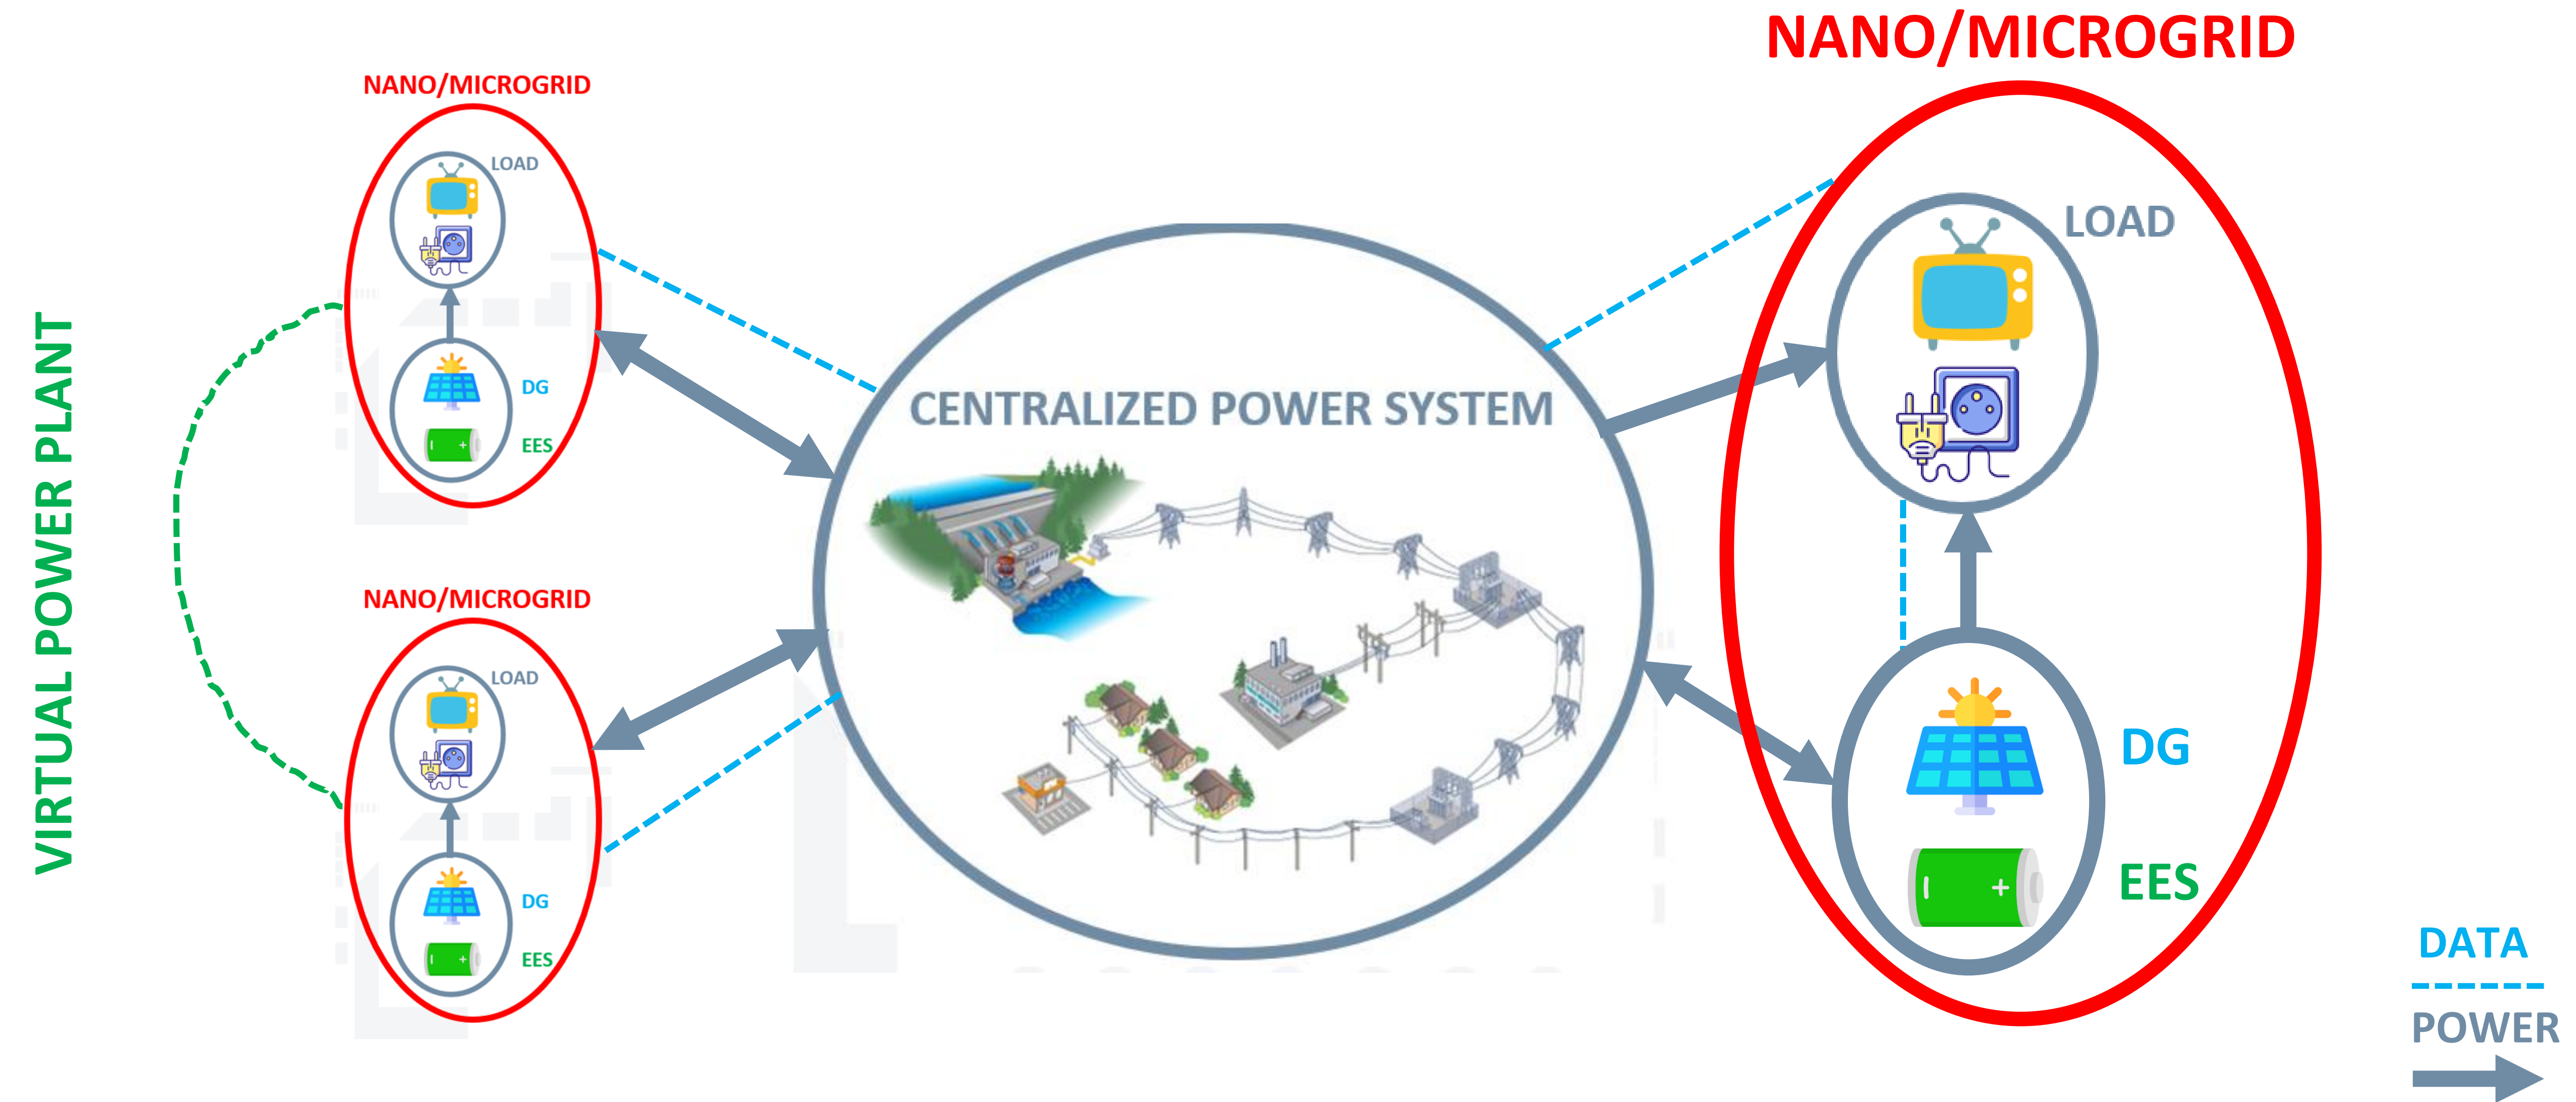 NANO/MICROGRID
LOAD
DG
EES
VIRTUAL POWER PLANT
NANO/MICROGRID
LOAD
DG
EES
CENTRALIZED POWER SYSTEM
NANO/MICROGRID
LOAD
DG
EES
DATA
POWER